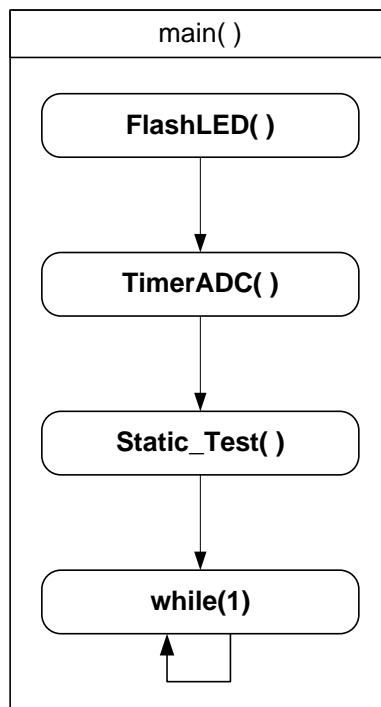 main( )
FlashLED( )
TimerADC( )
Static_Test( )
while(1)